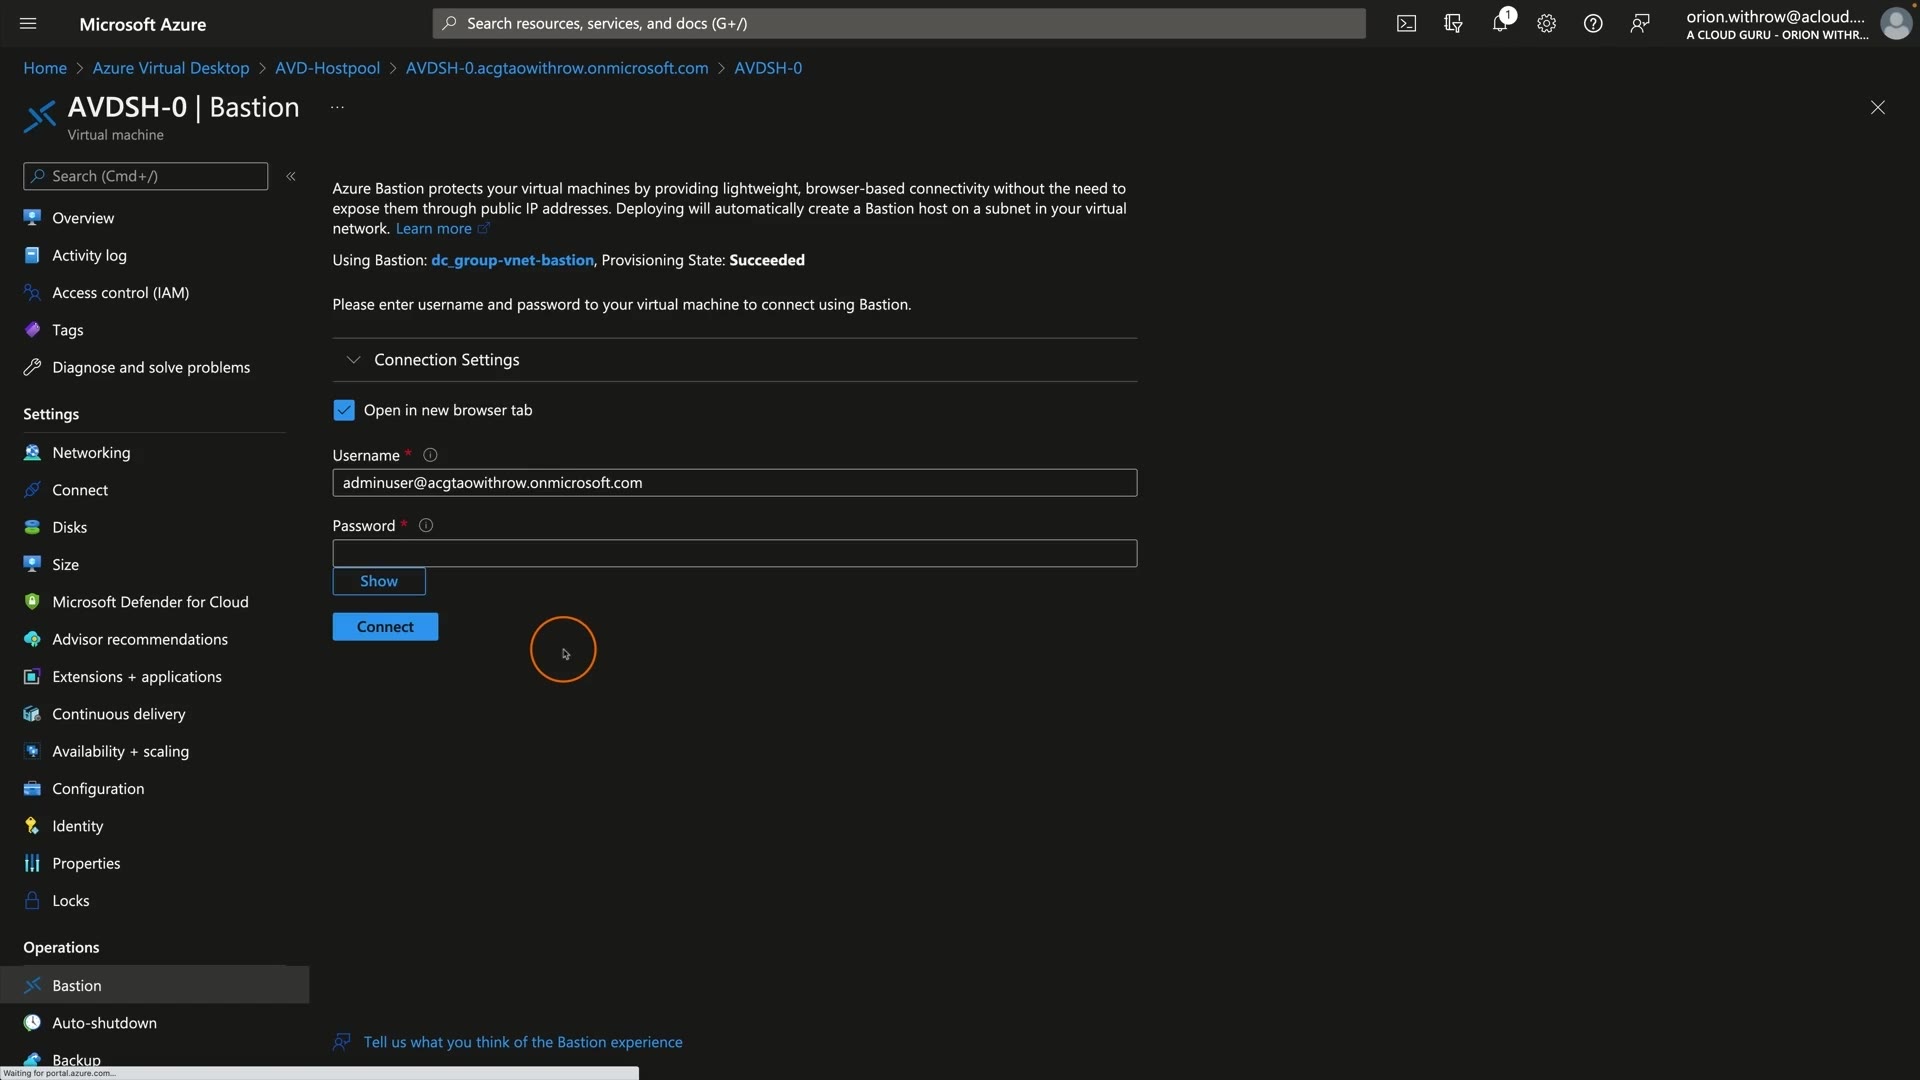 Microsoft Azure
Search resources, services, and docs (G+/)
1
orion.withrow@acloud....
A CLOUD GURU - ORION WITHR...
Home > Azure Virtual Desktop > AVD-Hostpool > AVDSH-0.acgtaowithrow.onmicrosoft.com > AVDSH-0
AVDSH-0 | Bastion ...
Virtual machine
Search (Cmd+/)
«
Overview
Activity log
Access control (IAM)
Tags
Diagnose and solve problems
Settings
Networking
Connect
Disks
Size
Microsoft Defender for Cloud
Advisor recommendations
Extensions + applications
Continuous delivery
Availability + scaling
Configuration
Identity
Properties
Locks
Operations
Bastion
Auto-shutdown
Backup
Azure Bastion protects your virtual machines by providing lightweight, browser-based connectivity without the need to
expose them through public IP addresses. Deploying will automatically create a Bastion host on a subnet in your virtual
network. Learn more
Using Bastion: dc_group-vnet-bastion, Provisioning State: Succeeded
Please enter username and password to your virtual machine to connect using Bastion.
Connection Settings
Open in new browser tab
Username *
adminuser@acgtaowithrow.onmicrosoft.com
Password *
Show
Connect
Tell us what you think of the Bastion experience
Waiting for portal.azure.com...